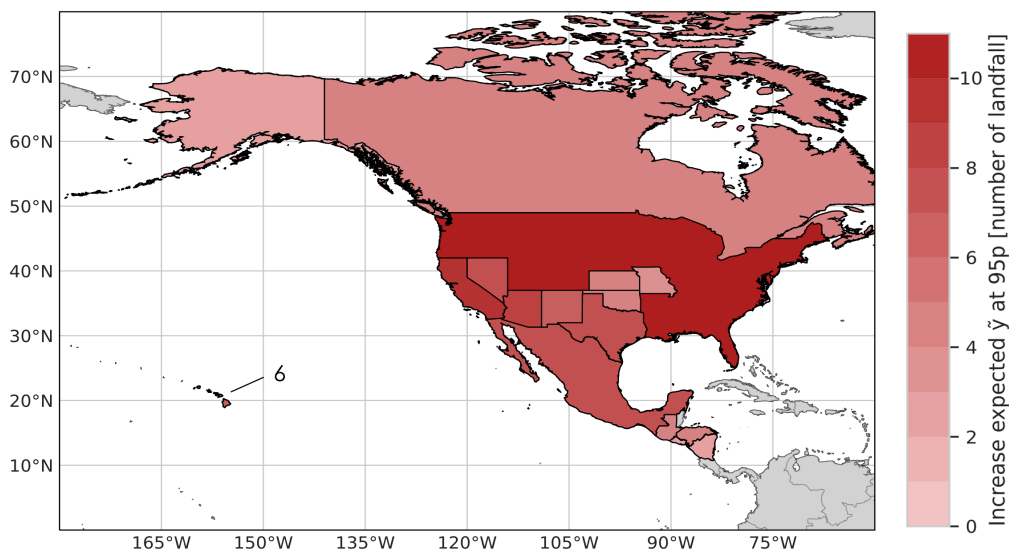 70°N
60°N
50°N
40°N
30°N
20°N
10°N
165°W 150°W 135°W 120°W 105°W 90°W 75°W
6
10
8
6
4
2
0
Increase expected ỹ at 95p [number of landfall]